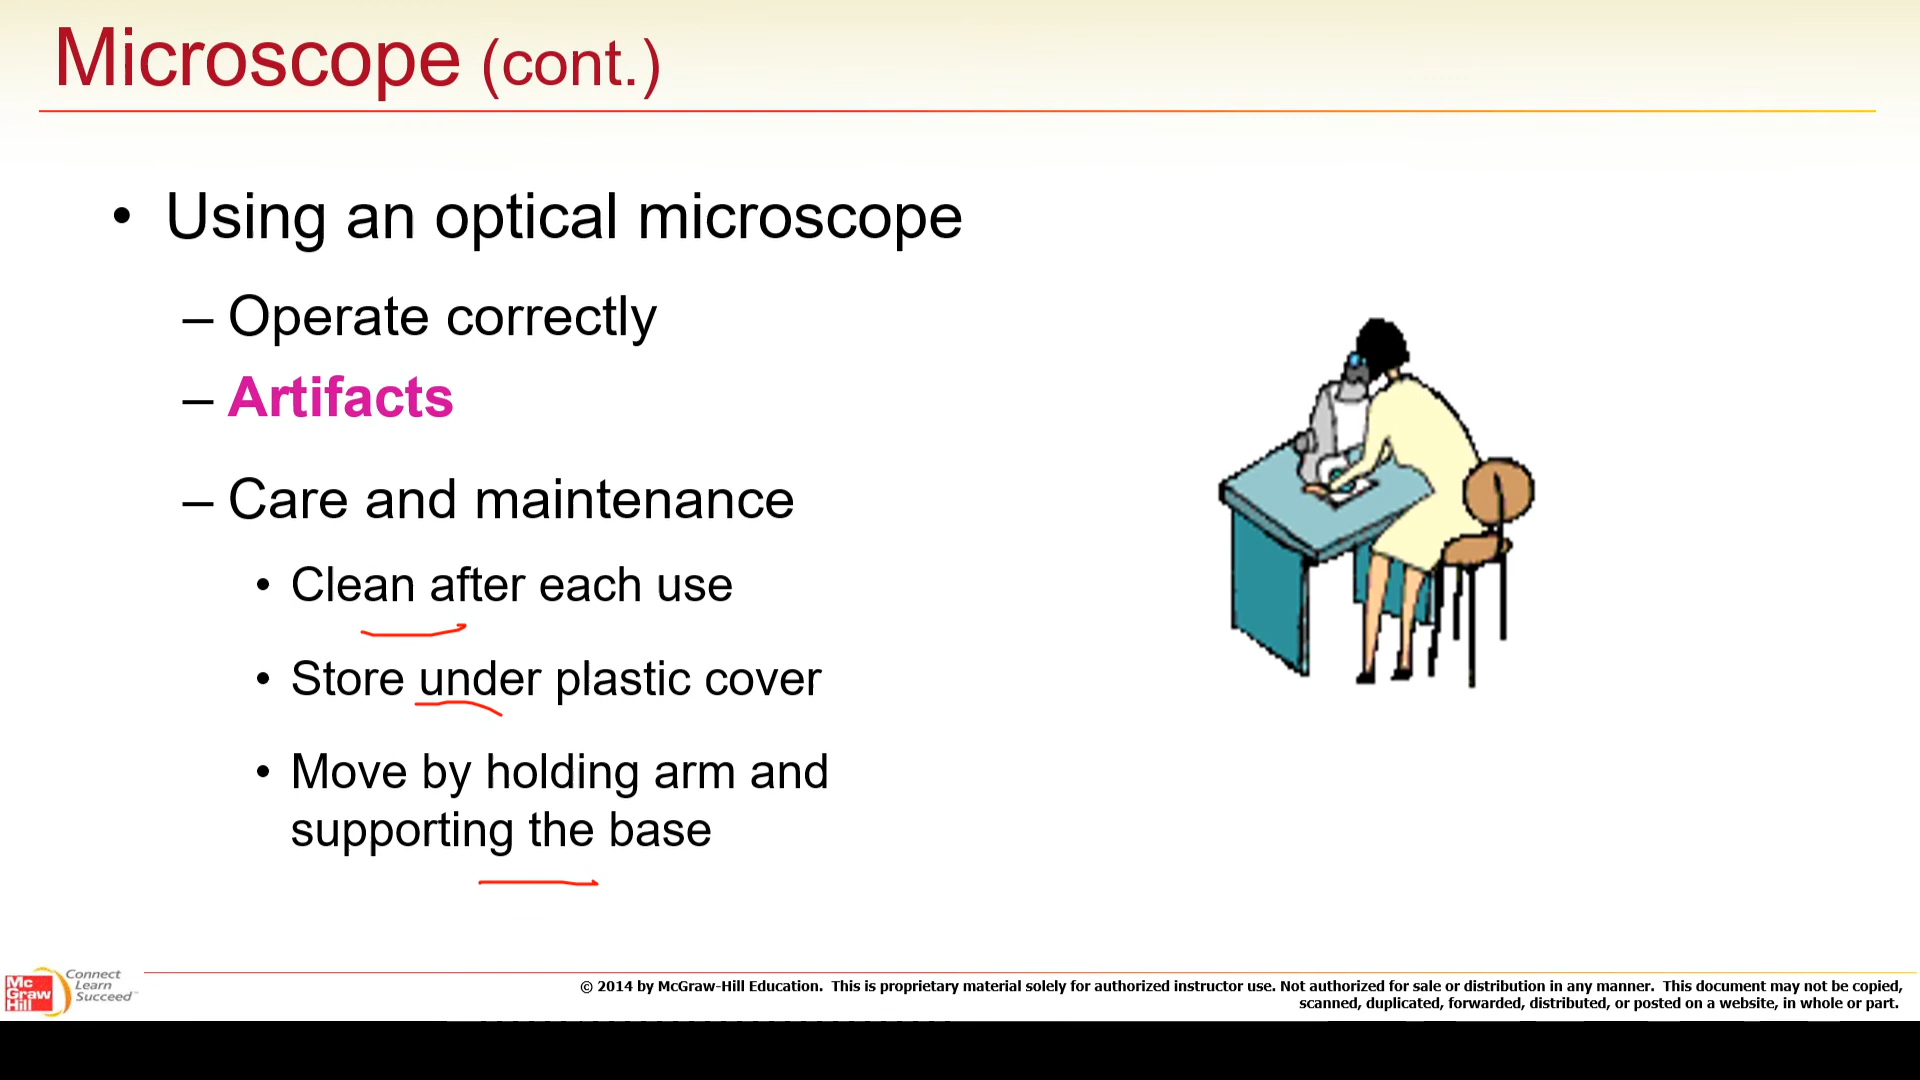 Microscope (cont.)
• Using an optical microscope
– Operate correctly
– Artifacts
– Care and maintenance
• Clean after each use
• Store under plastic cover
• Move by holding arm and
supporting the base
Mc
Graw
Hill
Connect
Learn
Succeed™
© 2014 by McGraw-Hill Education. This is proprietary material solely for authorized instructor use. Not authorized for sale or distribution in any manner. This document may not be copied,
scanned, duplicated, forwarded, distributed, or posted on a website, in whole or part.